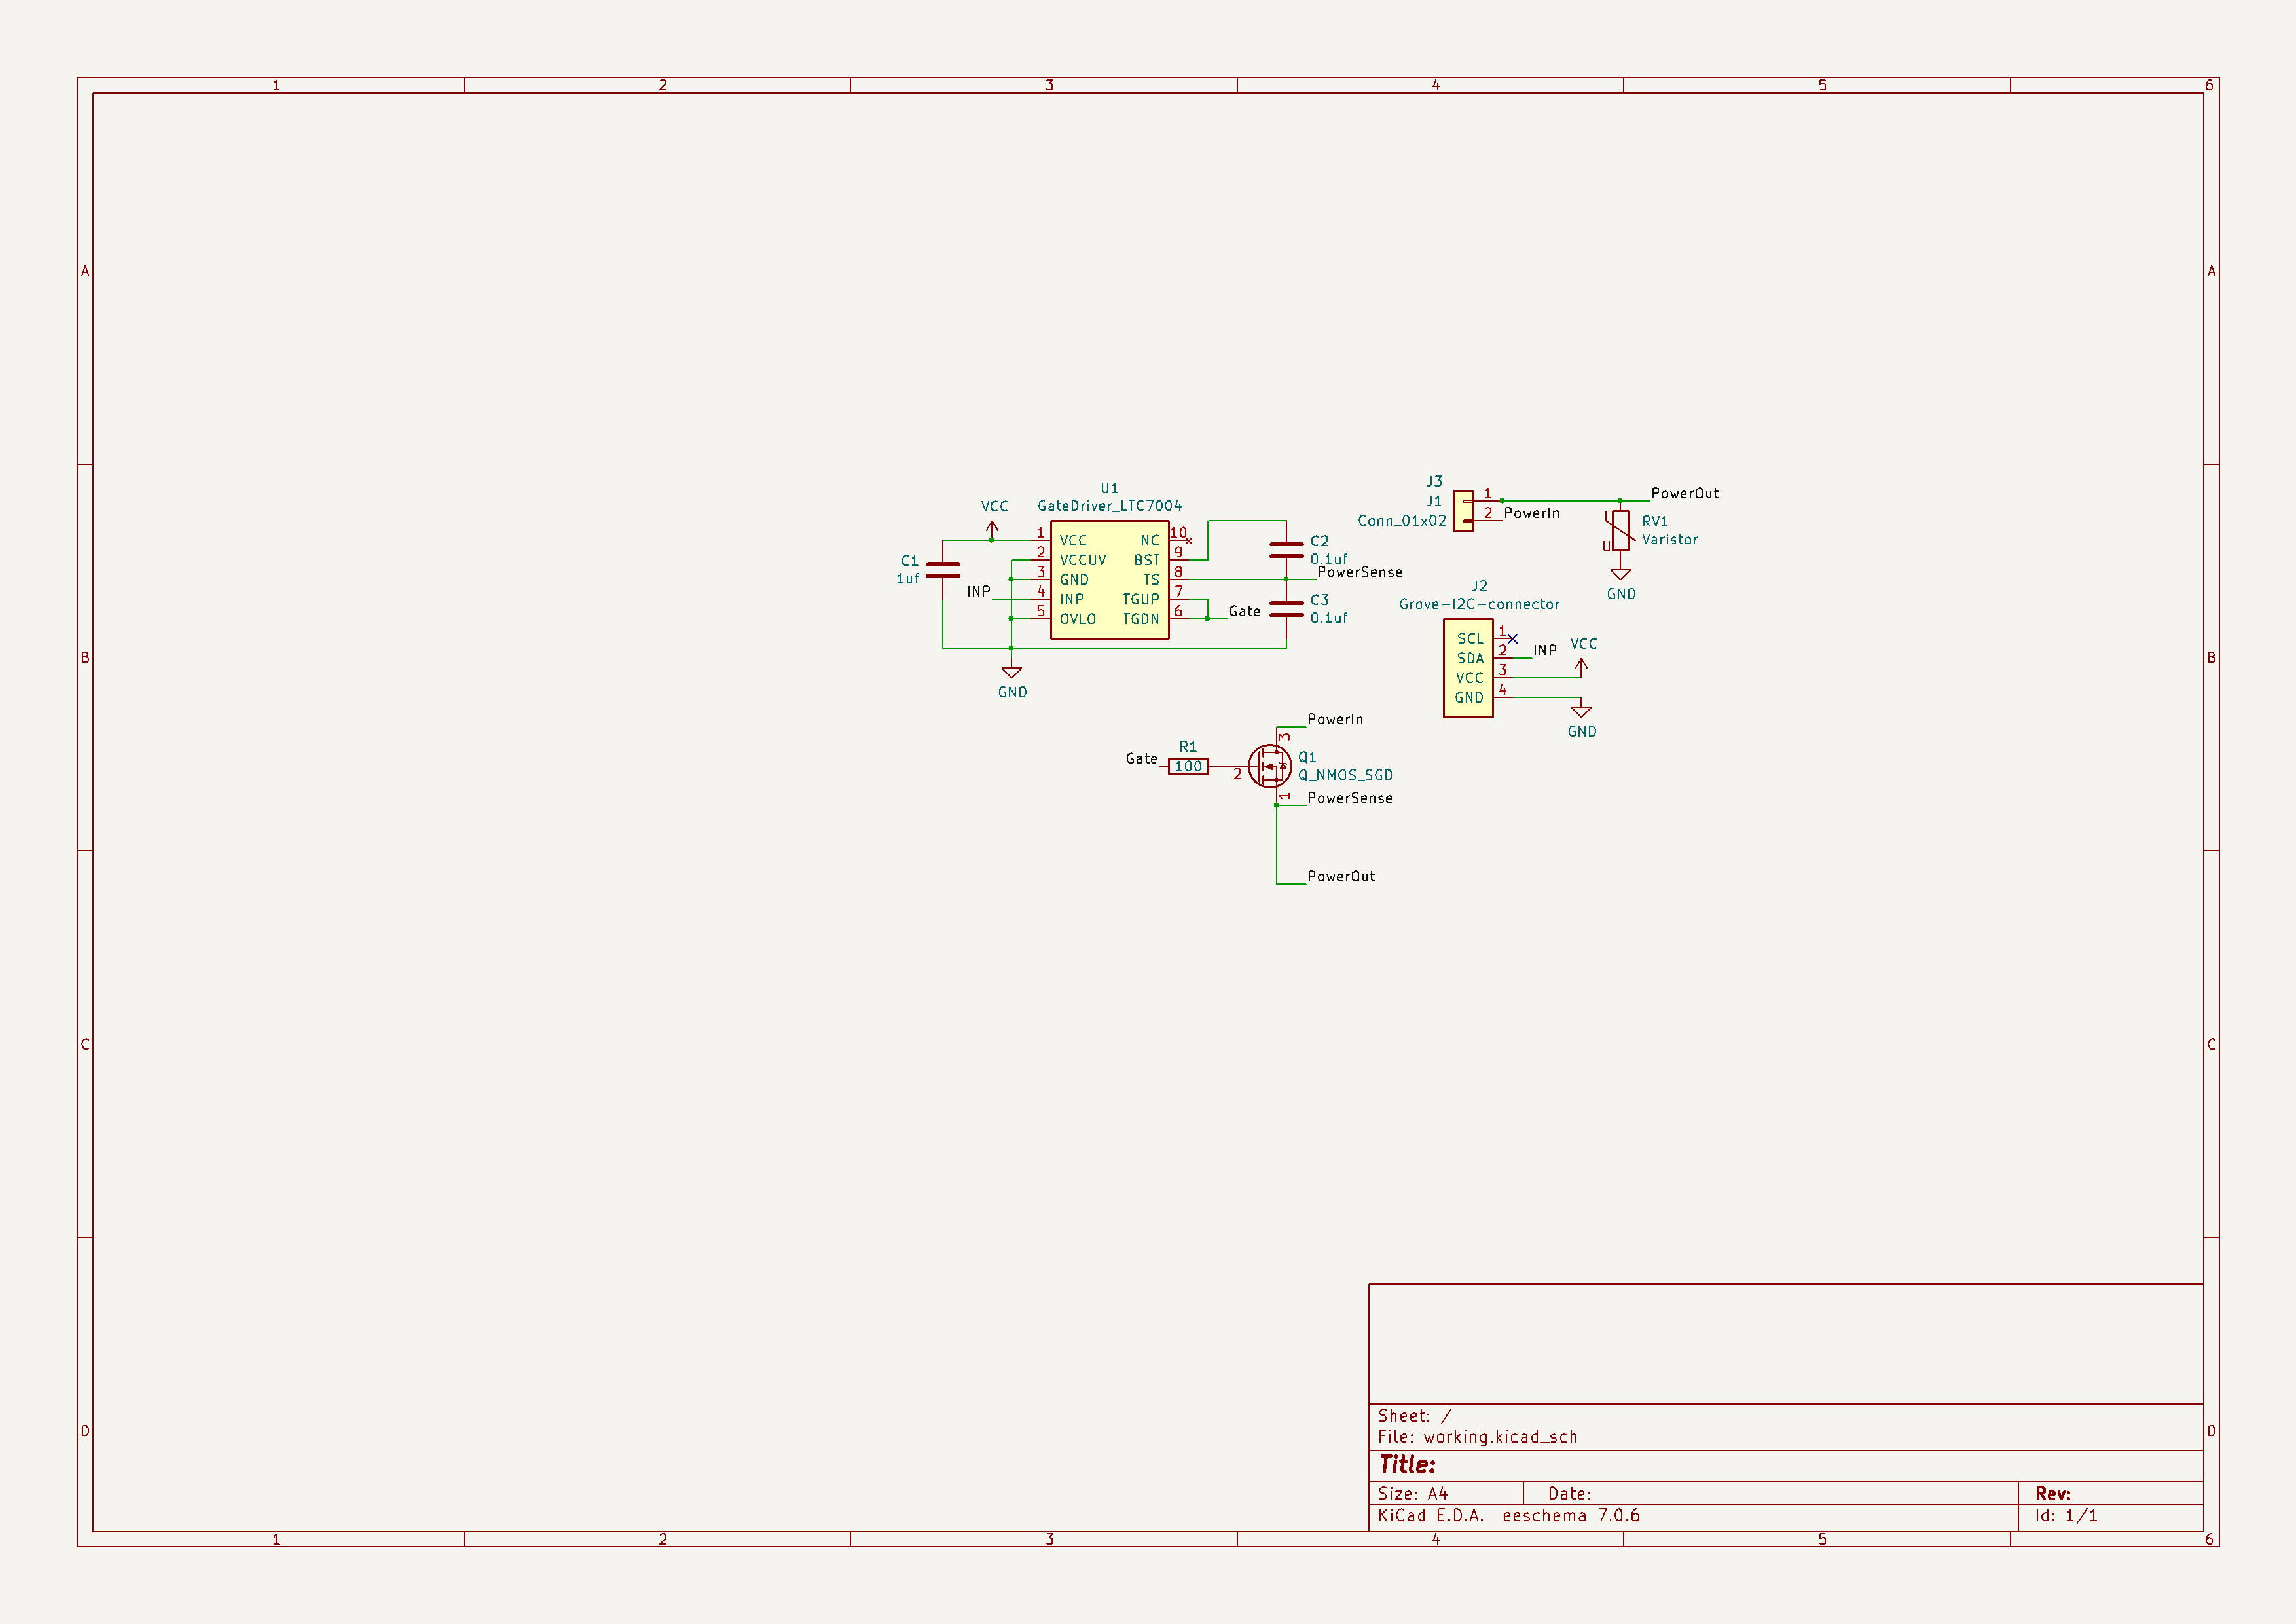 1 2 3 4 5 6
A A
B B
C C
D D
1 2 3 4 5 6
U1
GateDriver_LTC7004
VCC
1 VCC
2 VCCUV
3 GND
4 INP
5 OVLO
NC 10
BST 9
TS 8
TGUP 7
TGDN 6
C1
1uf
INP
GND
C2
0.1uf
PowerSense
C3
0.1uf
Gate
J3
J1
Conn_01x02
1
2
PowerIn
PowerOut
RV1
Varistor
U
GND
J2
Grove-I2C-connector
SCL 1
SDA 2
VCC 3
GND 4
INP
VCC
GND
Gate
R1
100
2
3
1
PowerIn
Q1
Q_NMOS_SGD
PowerSense
PowerOut
Sheet: /
File: working.kicad_sch
Title:
Size: A4 Date: Rev:
KiCad E.D.A. eeschema 7.0.6 Id: 1/1